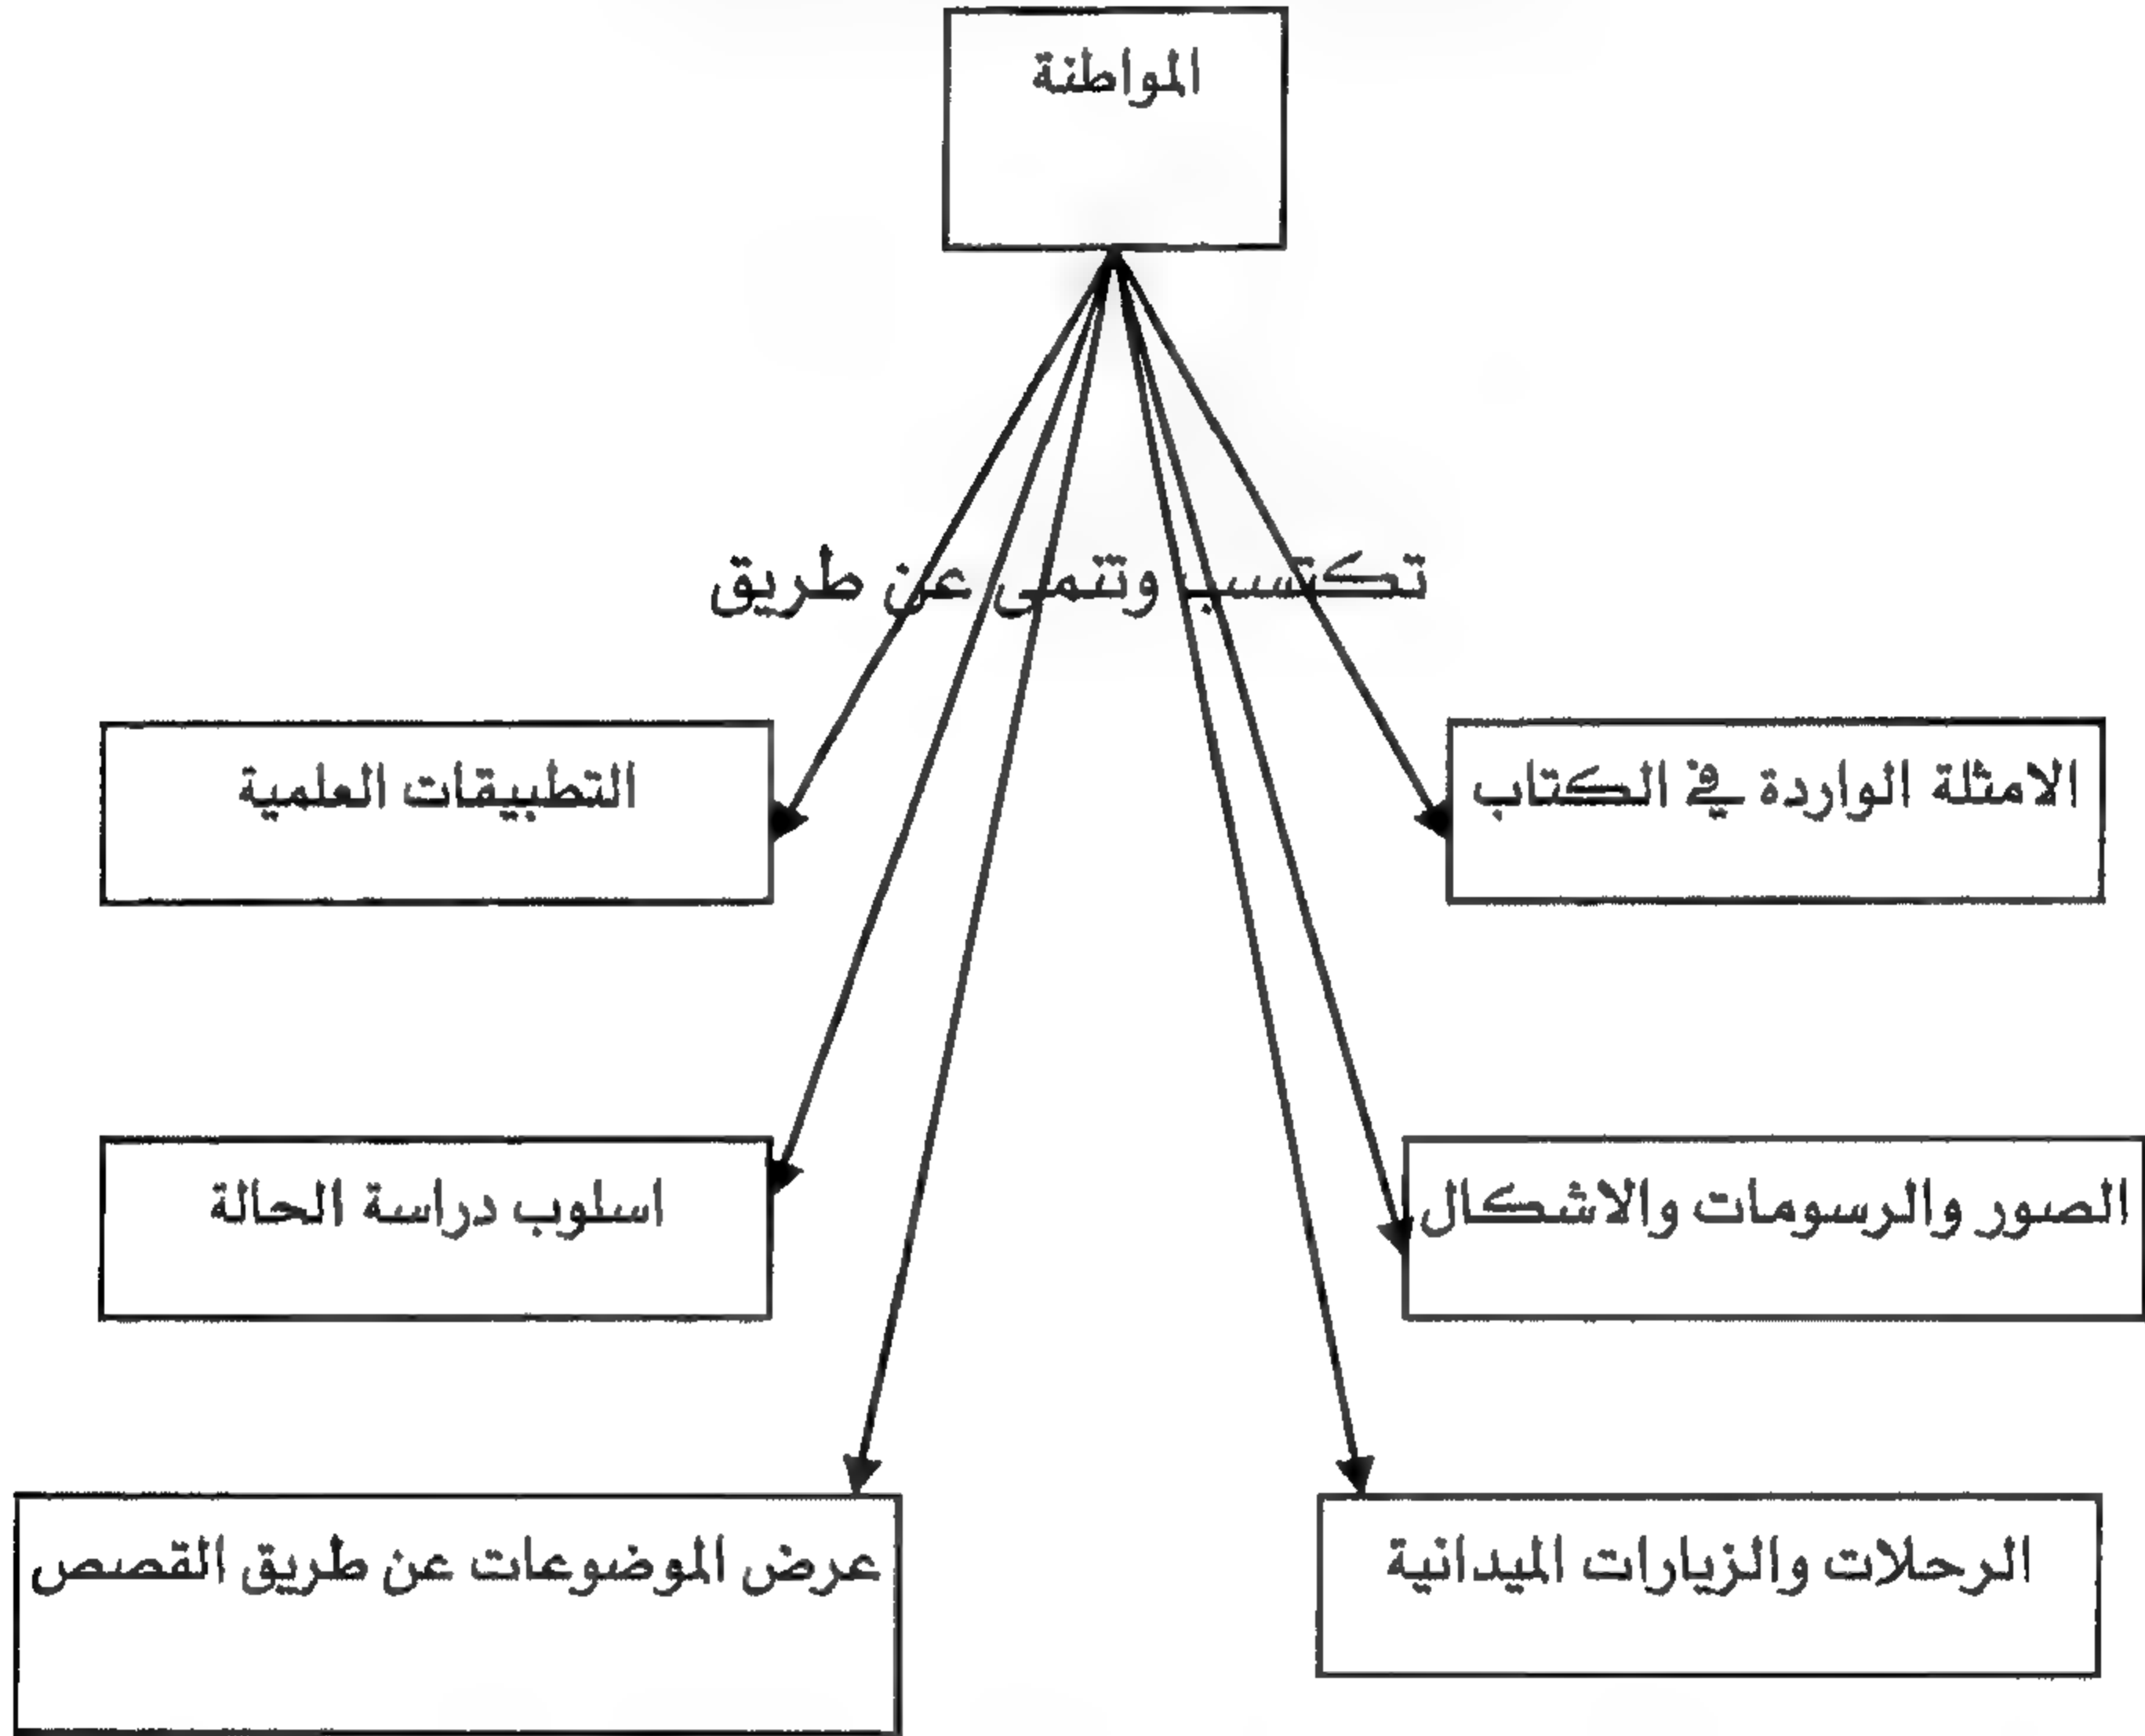 المواطنة
تكتسب وتنمى عن طريق
الامثلة الواردة في الكتاب
التطبيقات العلمية
الصور والرسومات والاشكال
اسلوب دراسة الحالة
الرحلات والزيارات الميدانية
عرض الموضوعات عن طريق القصص